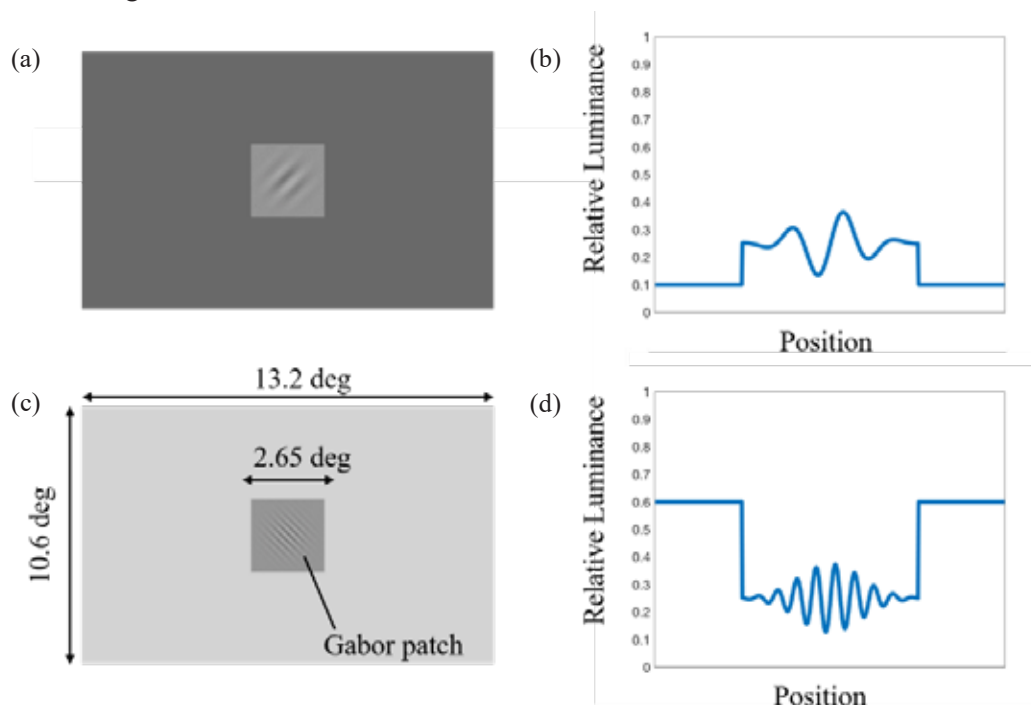 (a)
(b)
Relative Luminance
1
0.9
0.8
0.7
0.6
0.5
0.4
0.3
0.2
0.1
0
Position
(c)
13.2 deg
2.65 deg
10.6 deg
Gabor patch
(d)
Relative Luminance
1
0.9
0.8
0.7
0.6
0.5
0.4
0.3
0.2
0.1
0
Position